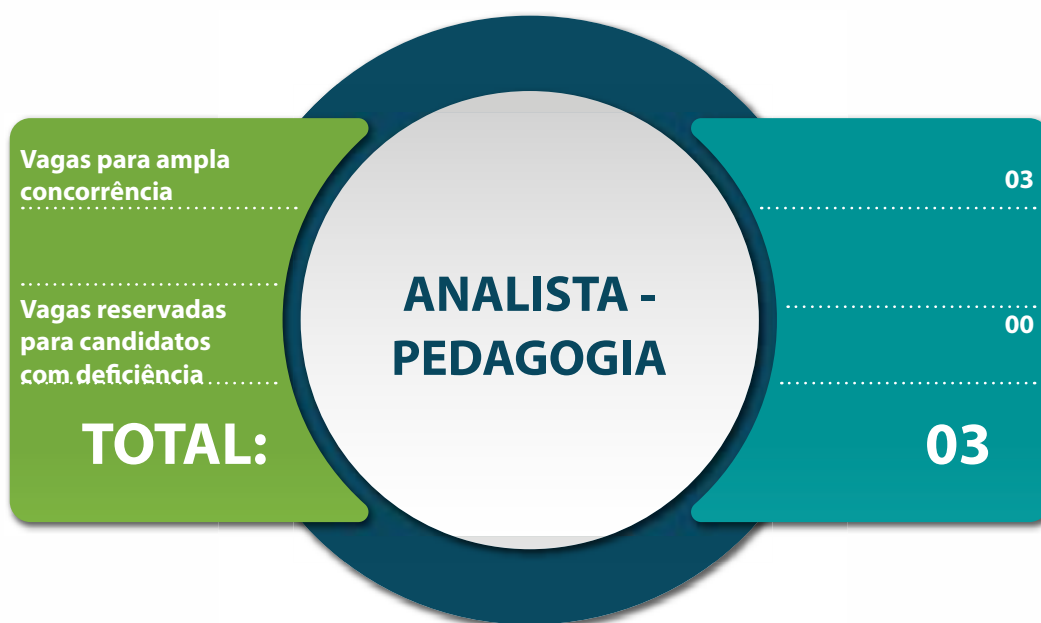 Vagas para ampla
concorrência
03
ANALISTA -
PEDAGOGIA
Vagas reservadas
para candidatos
com deficiência
00
TOTAL:
03